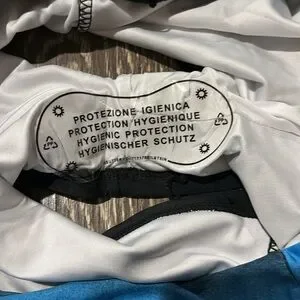 PROTEZIONE IGIENICA
PROTECTION HYGIENIQUE
HYGIENIC PROTECTION
HYGIENISCHER SCHUTZ